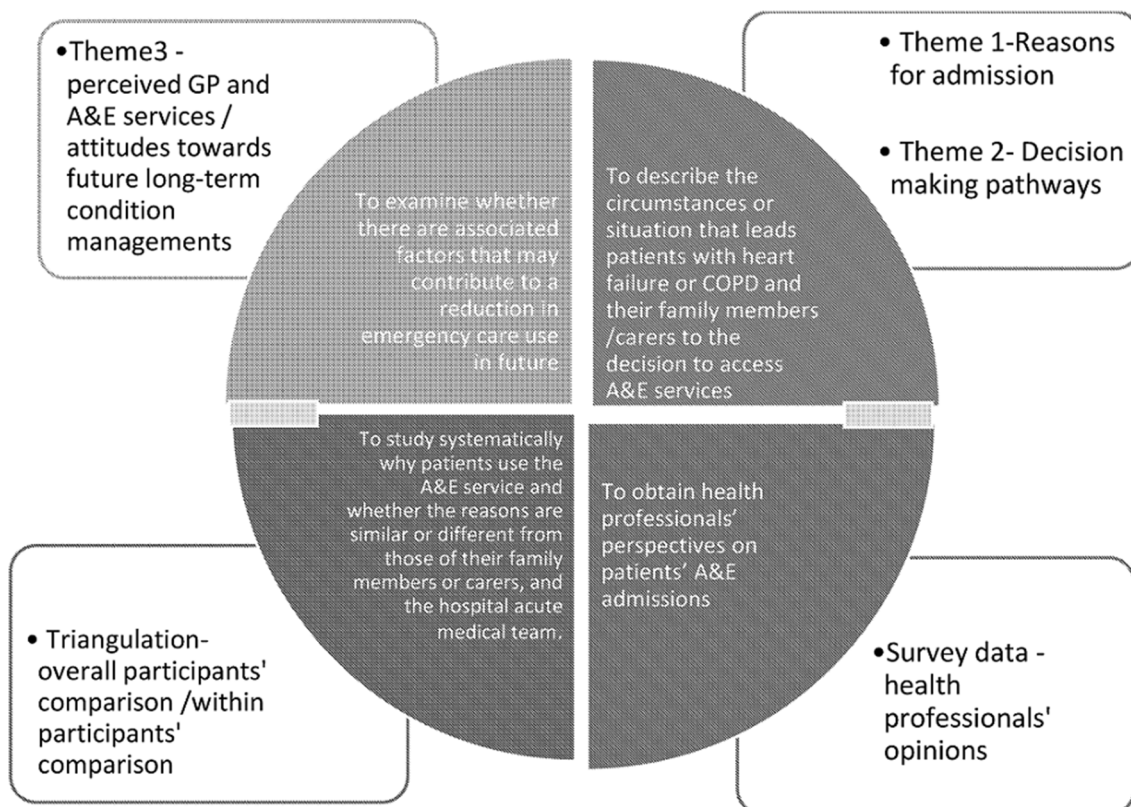 •Theme3 -
perceived GP and
A&E services /
attitudes towards
future long-term
condition
managements
• Theme 1-Reasons
for admission
• Theme 2- Decision
making pathways
To examine whether
there are associated
factors that may
contribute to a
reduction in
emergency care use
in future
To describe the
circumstances or
situation that leads
patients with heart
failure or COPD and
their family members
/carers to the
decision to access
A&E services
To study systematically
why patients use the
A&E service and
whether the reasons are
similar or different from
those of their family
members or carers, and
the hospital acute
medical team.
To obtain health
professionals’
perspectives on
patients’ A&E
admissions
• Triangulation-
overall participants'
comparison /within
participants'
comparison
•Survey data -
health
professionals'
opinions